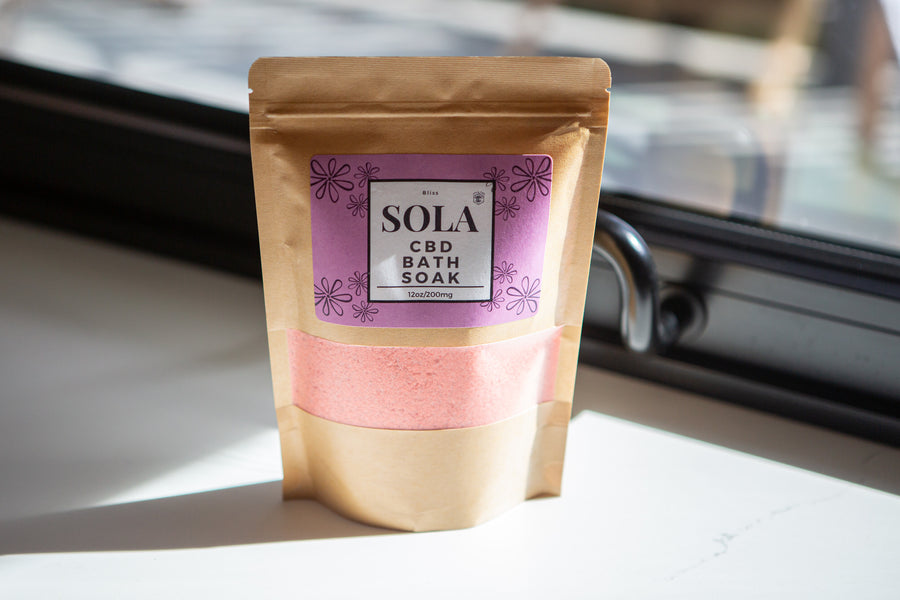 Bliss
SOLA
CBD
BATH
SOAK
12oz/200mg